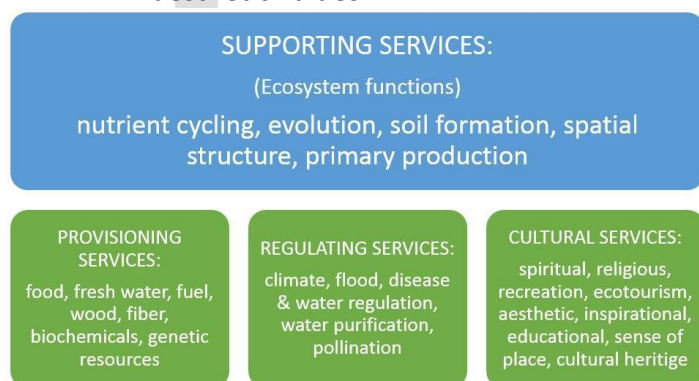 SUPPORTING SERVICES:
(Ecosystem functions)
nutrient cycling, evolution, soil formation, spatial
structure, primary production
PROVISIONING
SERVICES:
food, fresh water, fuel,
wood, fiber,
biochemicals, genetic
resources
REGULATING SERVICES:
climate, flood, disease
& water regulation,
water purification,
pollination
CULTURAL SERVICES:
spiritual, religious,
recreation, ecotourism,
aesthetic, inspirational,
educational, sense of
place, cultural heritige